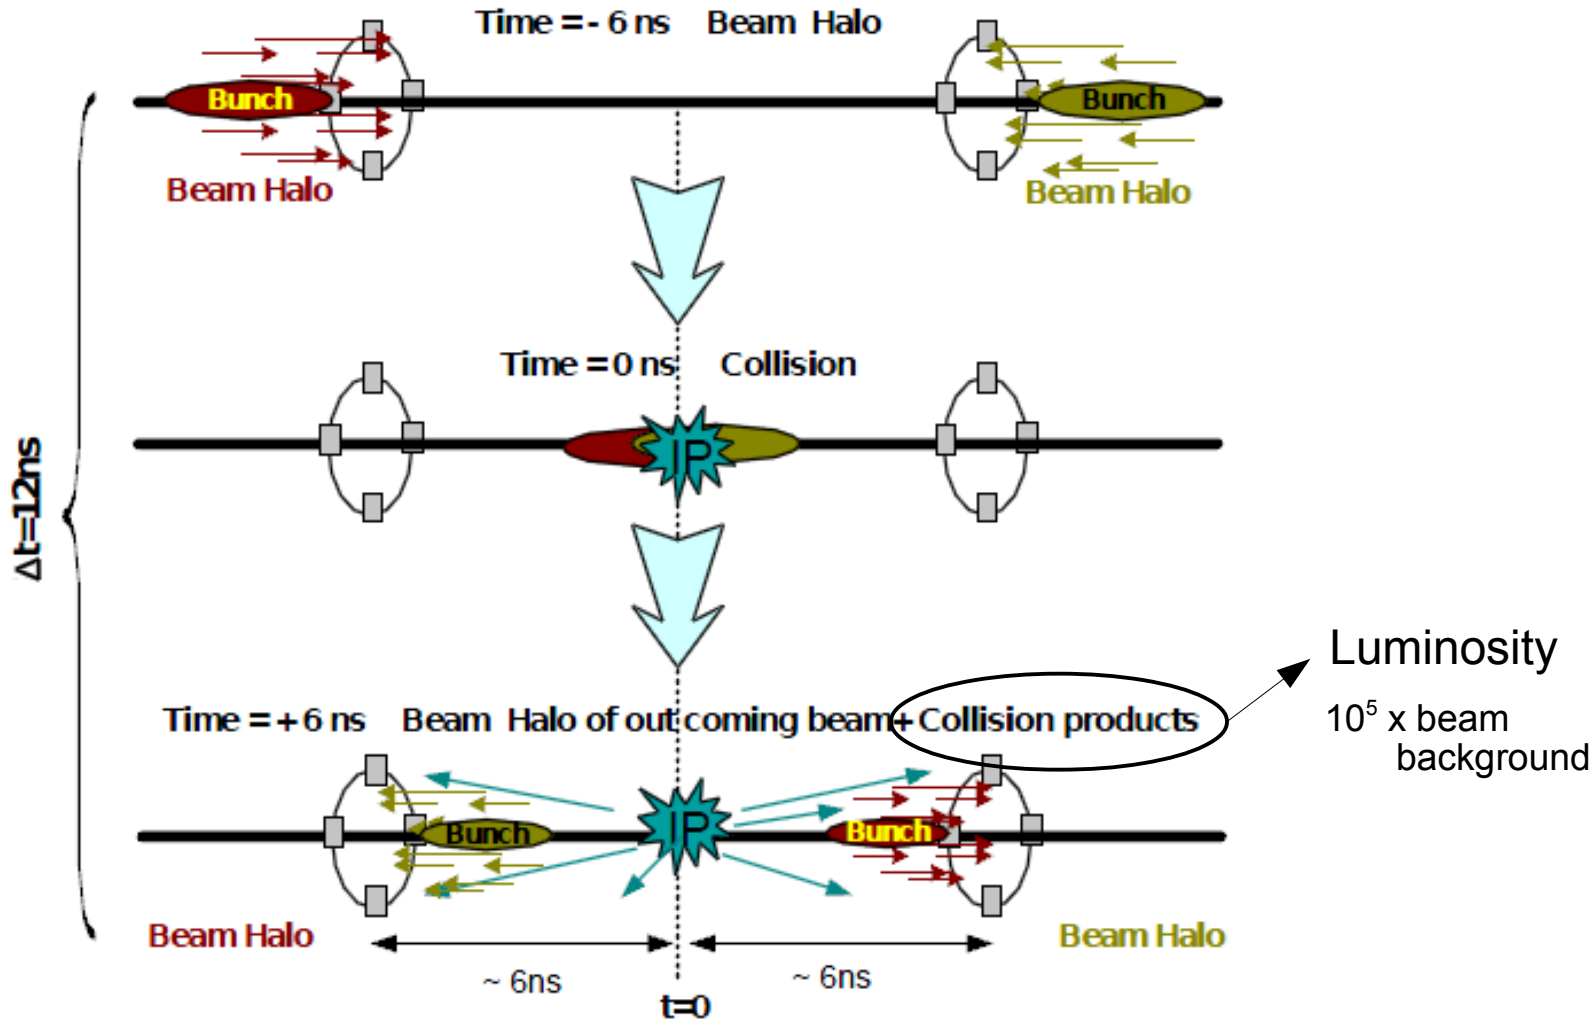 Time = - 6 ns Beam Halo
Bunch
Bunch
Beam Halo
Beam Halo
Δt=12ns
Time = 0 ns Collision
IP
Luminosity
10⁵ x beam
background
Time = + 6 ns Beam Halo of out coming beam+ Collision products
Bunch
IP
Bunch
Beam Halo
Beam Halo
~ 6ns
~ 6ns
t=0